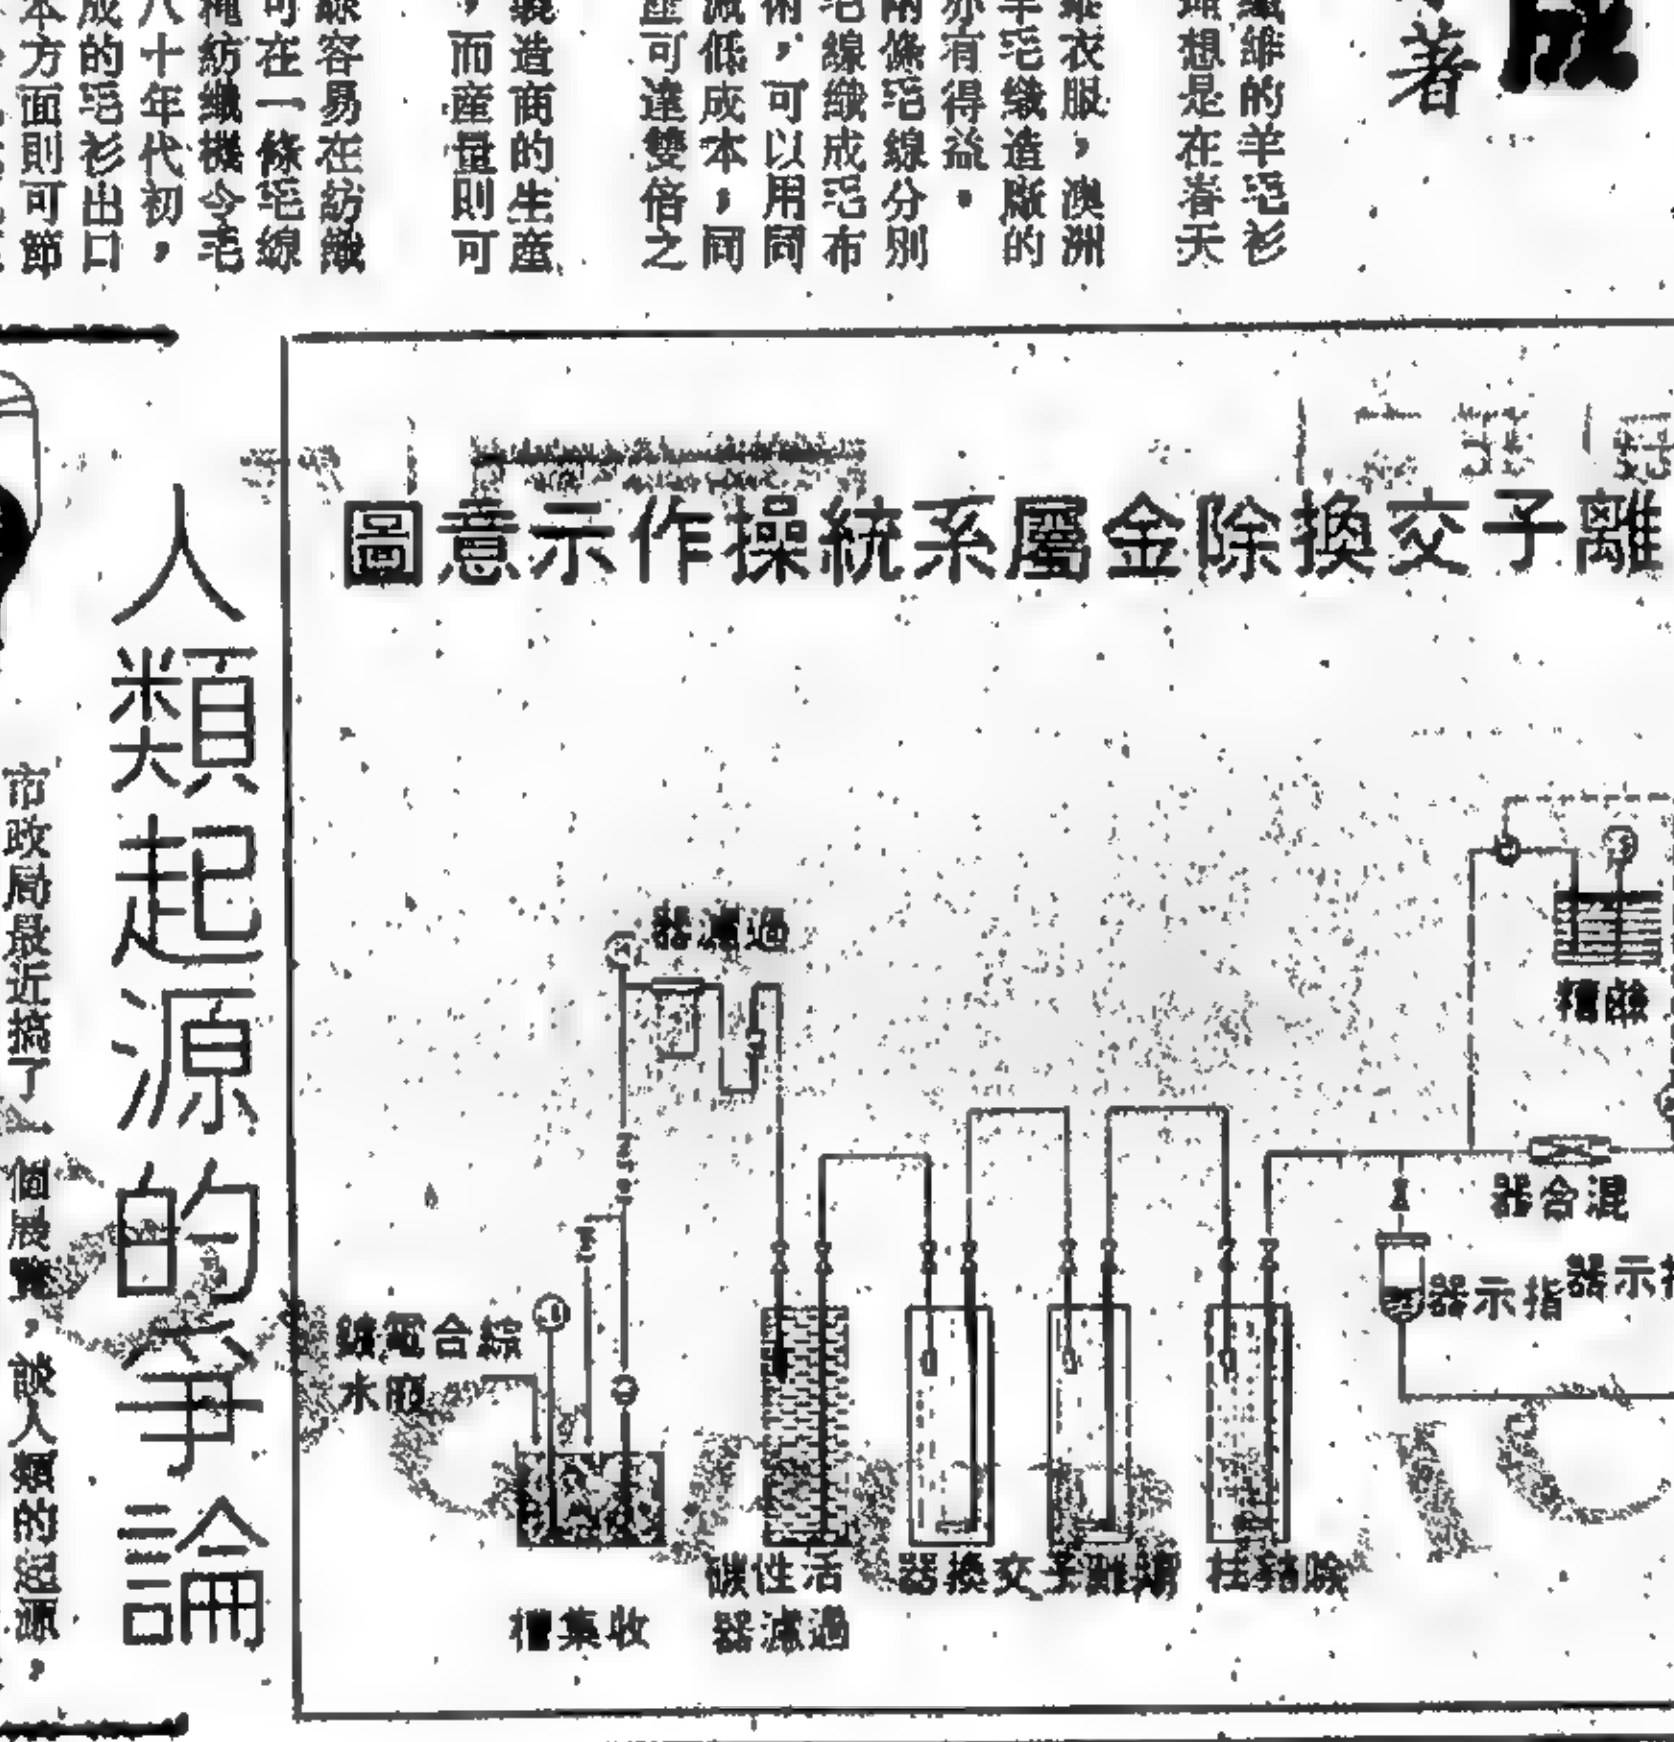 成
著
纖維的羊毛衫
想是在春天
衣服，澳洲
羊毛織造廠的
亦有得益。
兩條毛線分別
毛線織成毛布
術，可以用同
減低成本，同
產可達雙倍之
製造商的生產
，而產量則可
線容易在紡織
可在一條毛線
種紡織機令毛
八十年代初，
成的毛衫出口
本方面則可節
離子交換除金屬系統操作示意圖
過濾器
鹼槽
混合器
指示器
指示器
綜合電鍍
廢水
收集槽
活性碳
過濾器
離子交換器
除鉻柱
人類起源的爭論
市政局最近搞了一個展覽，談人類的起源，